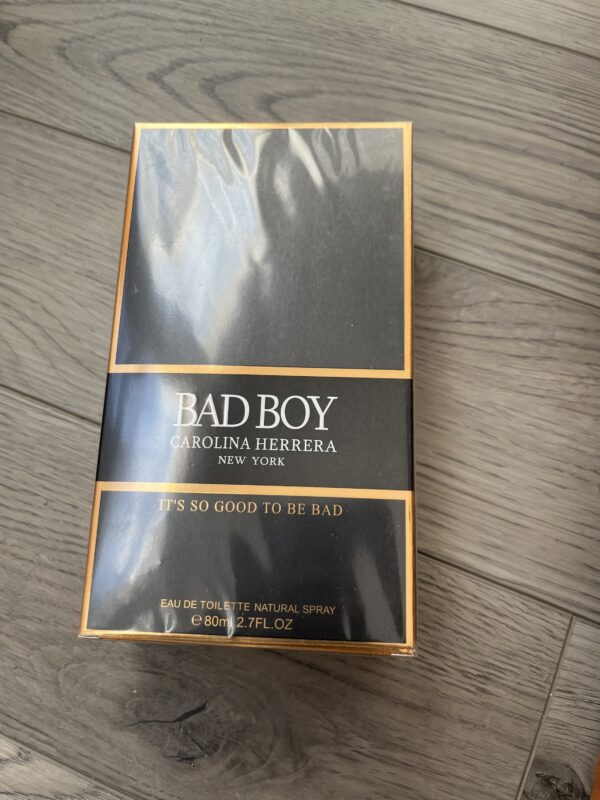 BAD BOY
CAROLINA HERRERA
NEW YORK
IT'S SO GOOD TO BE BAD
EAU DE TOILETTE NATURAL SPRAY
℮80ml 2.7FL.OZ